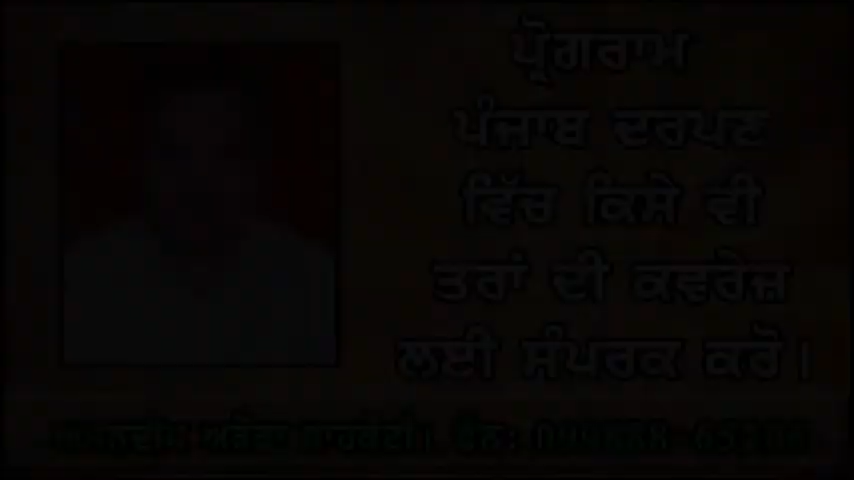 ਪ੍ਰੋਗਰਾਮ
ਪੰਜਾਬ ਦਰਪਣ
ਵਿੱਚ ਕਿਸੇ ਵੀ
ਤਰਾਂ ਦੀ ਕਵਰੇਜ਼
ਲਈ ਸੰਪਰਕ ਕਰੋ।